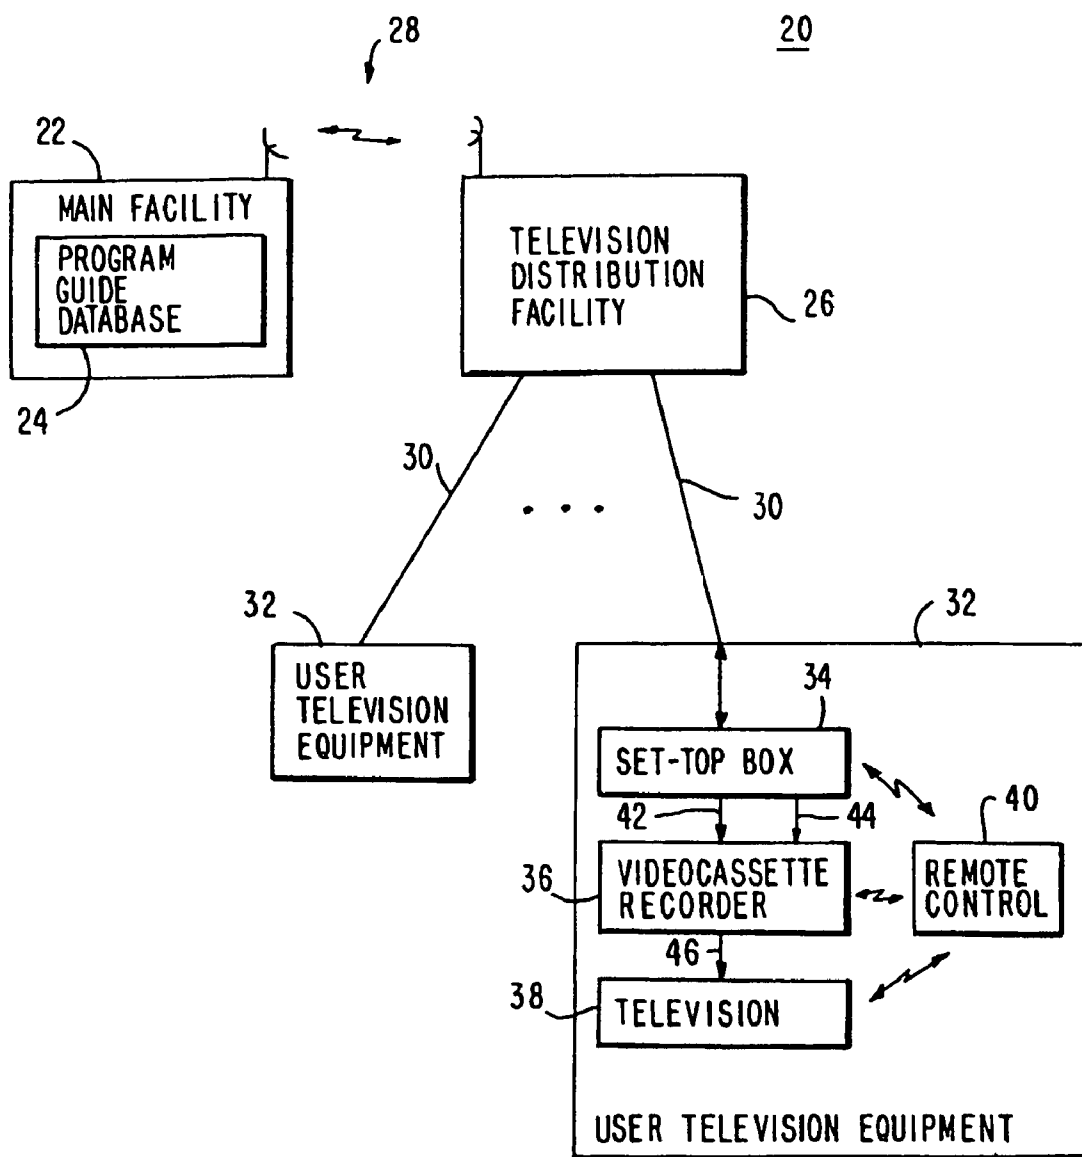 28
20
22
MAIN FACILITY
PROGRAM
GUIDE
DATABASE
24
TELEVISION
DISTRIBUTION
FACILITY
26
30
30
. . .
32
USER
TELEVISION
EQUIPMENT
32
34
SET-TOP BOX
42
44
40
36
VIDEOCASSETTE
RECORDER
REMOTE
CONTROL
46
38
TELEVISION
USER TELEVISION EQUIPMENT